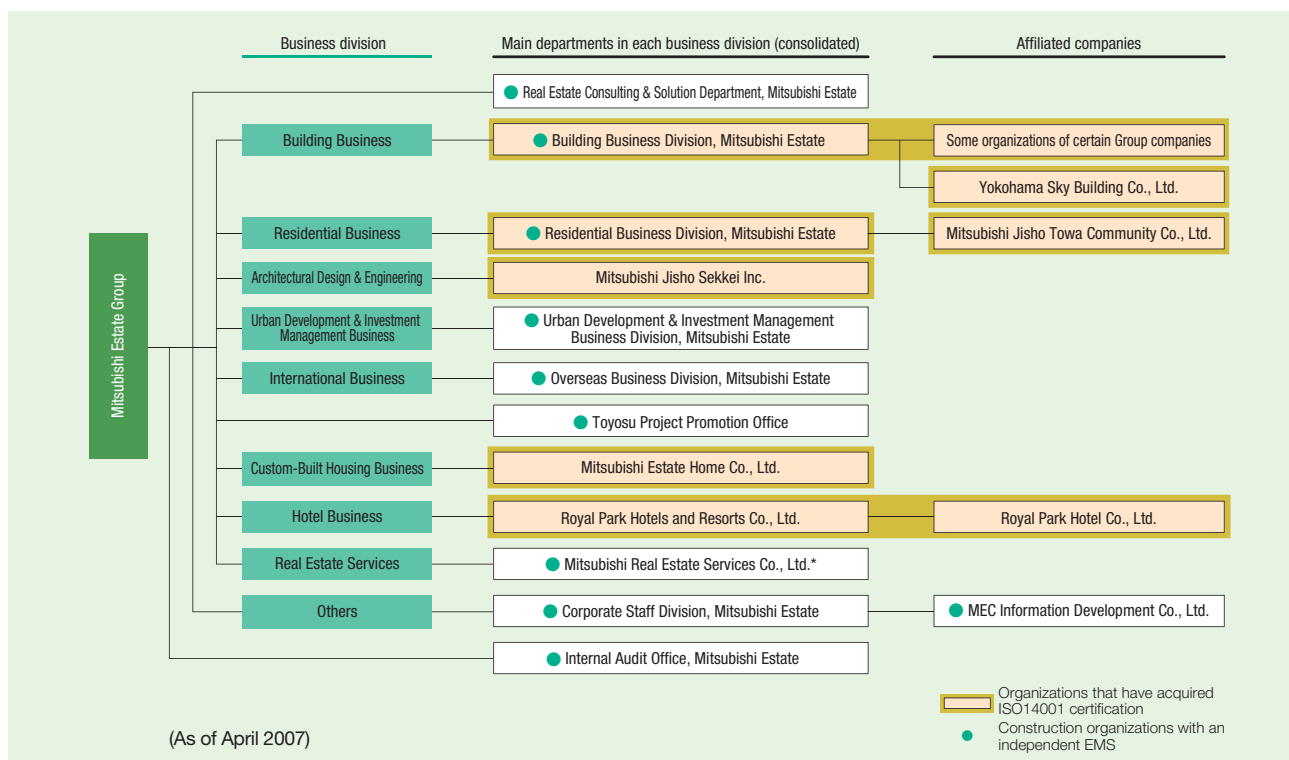 Business division
Main departments in each business division (consolidated)
Affiliated companies
Real Estate Consulting & Solution Department, Mitsubishi Estate
Building Business
Building Business Division, Mitsubishi Estate
Some organizations of certain Group companies
Yokohama Sky Building Co., Ltd.
Residential Business
Residential Business Division, Mitsubishi Estate
Mitsubishi Jisho Towa Community Co., Ltd.
Mitsubishi Estate Group
Architectural Design & Engineering
Mitsubishi Jisho Sekkei Inc.
Urban Development & Investment
Management Business
Urban Development & Investment Management
Business Division, Mitsubishi Estate
International Business
Overseas Business Division, Mitsubishi Estate
Toyosu Project Promotion Office
Custom-Built Housing Business
Mitsubishi Estate Home Co., Ltd.
Hotel Business
Royal Park Hotels and Resorts Co., Ltd.
Royal Park Hotel Co., Ltd.
Real Estate Services
Mitsubishi Real Estate Services Co., Ltd.*
Others
Corporate Staff Division, Mitsubishi Estate
MEC Information Development Co., Ltd.
Internal Audit Office, Mitsubishi Estate
Organizations that have acquired
ISO14001 certification
Construction organizations with an
independent EMS
(As of April 2007)